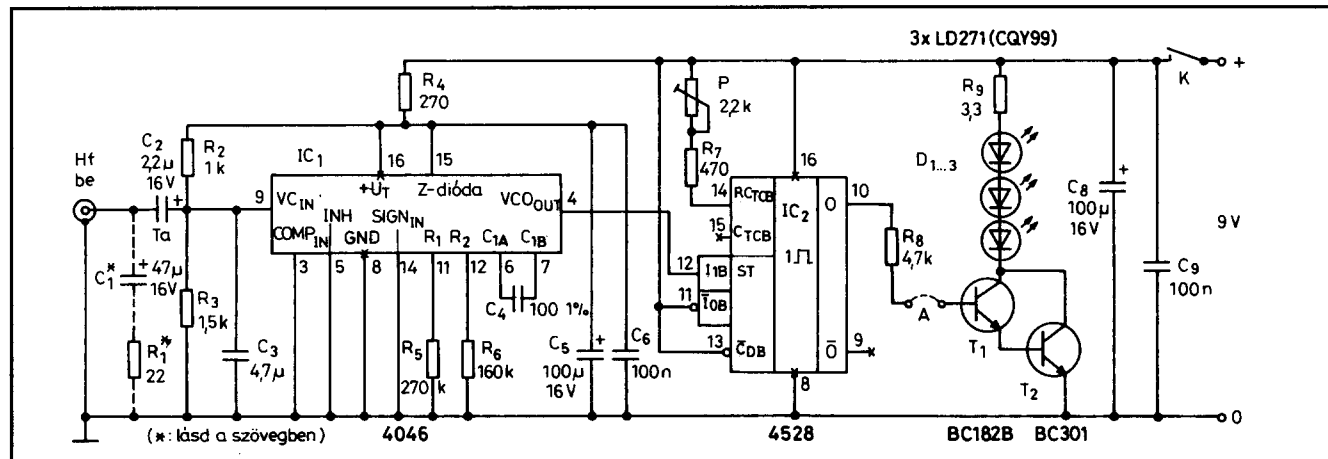 3x LD271(CQY99)
K
+
R4
270
P
2,2k
R9
3,3
Hf
be
C2
2,2µ
16V
+
Ta
R2
1k
IC1
16
15
+UT
Z-dióda
9
VCIN
VCOOUT
4
COMPIN
INH
GND
SIGNIN
R1
R2
C1A
C1B
3
5
8
14
11
12
6
7
C4
100 1%
R7
470
14
RCTCB
16
IC2
O
10
15
CTCB
1
12
I1B
ST
11
I0B
13
CDB
O
9
8
R8
4,7k
A
D1...3
T1
T2
+
C8
100µ
16V
9V
C9
100n
C1*
+
47µ
16V
R1*
22
R3
1,5k
C3
4,7µ
R5
270k
R6
160k
C5
100µ
16V
+
C6
100n
0
(*: lásd a szövegben)
4046
4528
BC182B
BC301